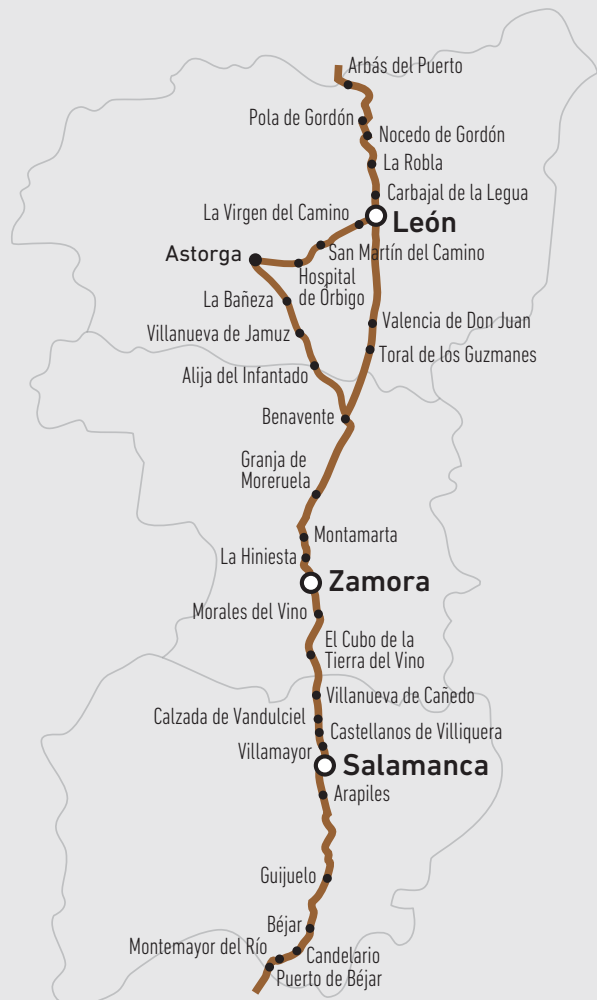 Arbás del Puerto
Pola de Gordón
Nocedo de Gordón
La Robla
Carbajal de la Legua
La Virgen del Camino
León
San Martín del Camino
Astorga
Hospital
de Órbigo
La Bañeza
Valencia de Don Juan
Villanueva de Jamuz
Toral de los Guzmanes
Alija del Infantado
Benavente
Granja de
Moreruela
Montamarta
La Hiniesta
Zamora
Morales del Vino
El Cubo de la
Tierra del Vino
Villanueva de Cañedo
Calzada de Vandulciel
Castellanos de Villiquera
Villamayor
Salamanca
Arapiles
Guijuelo
Béjar
Montemayor del Río
Candelario
Puerto de Béjar